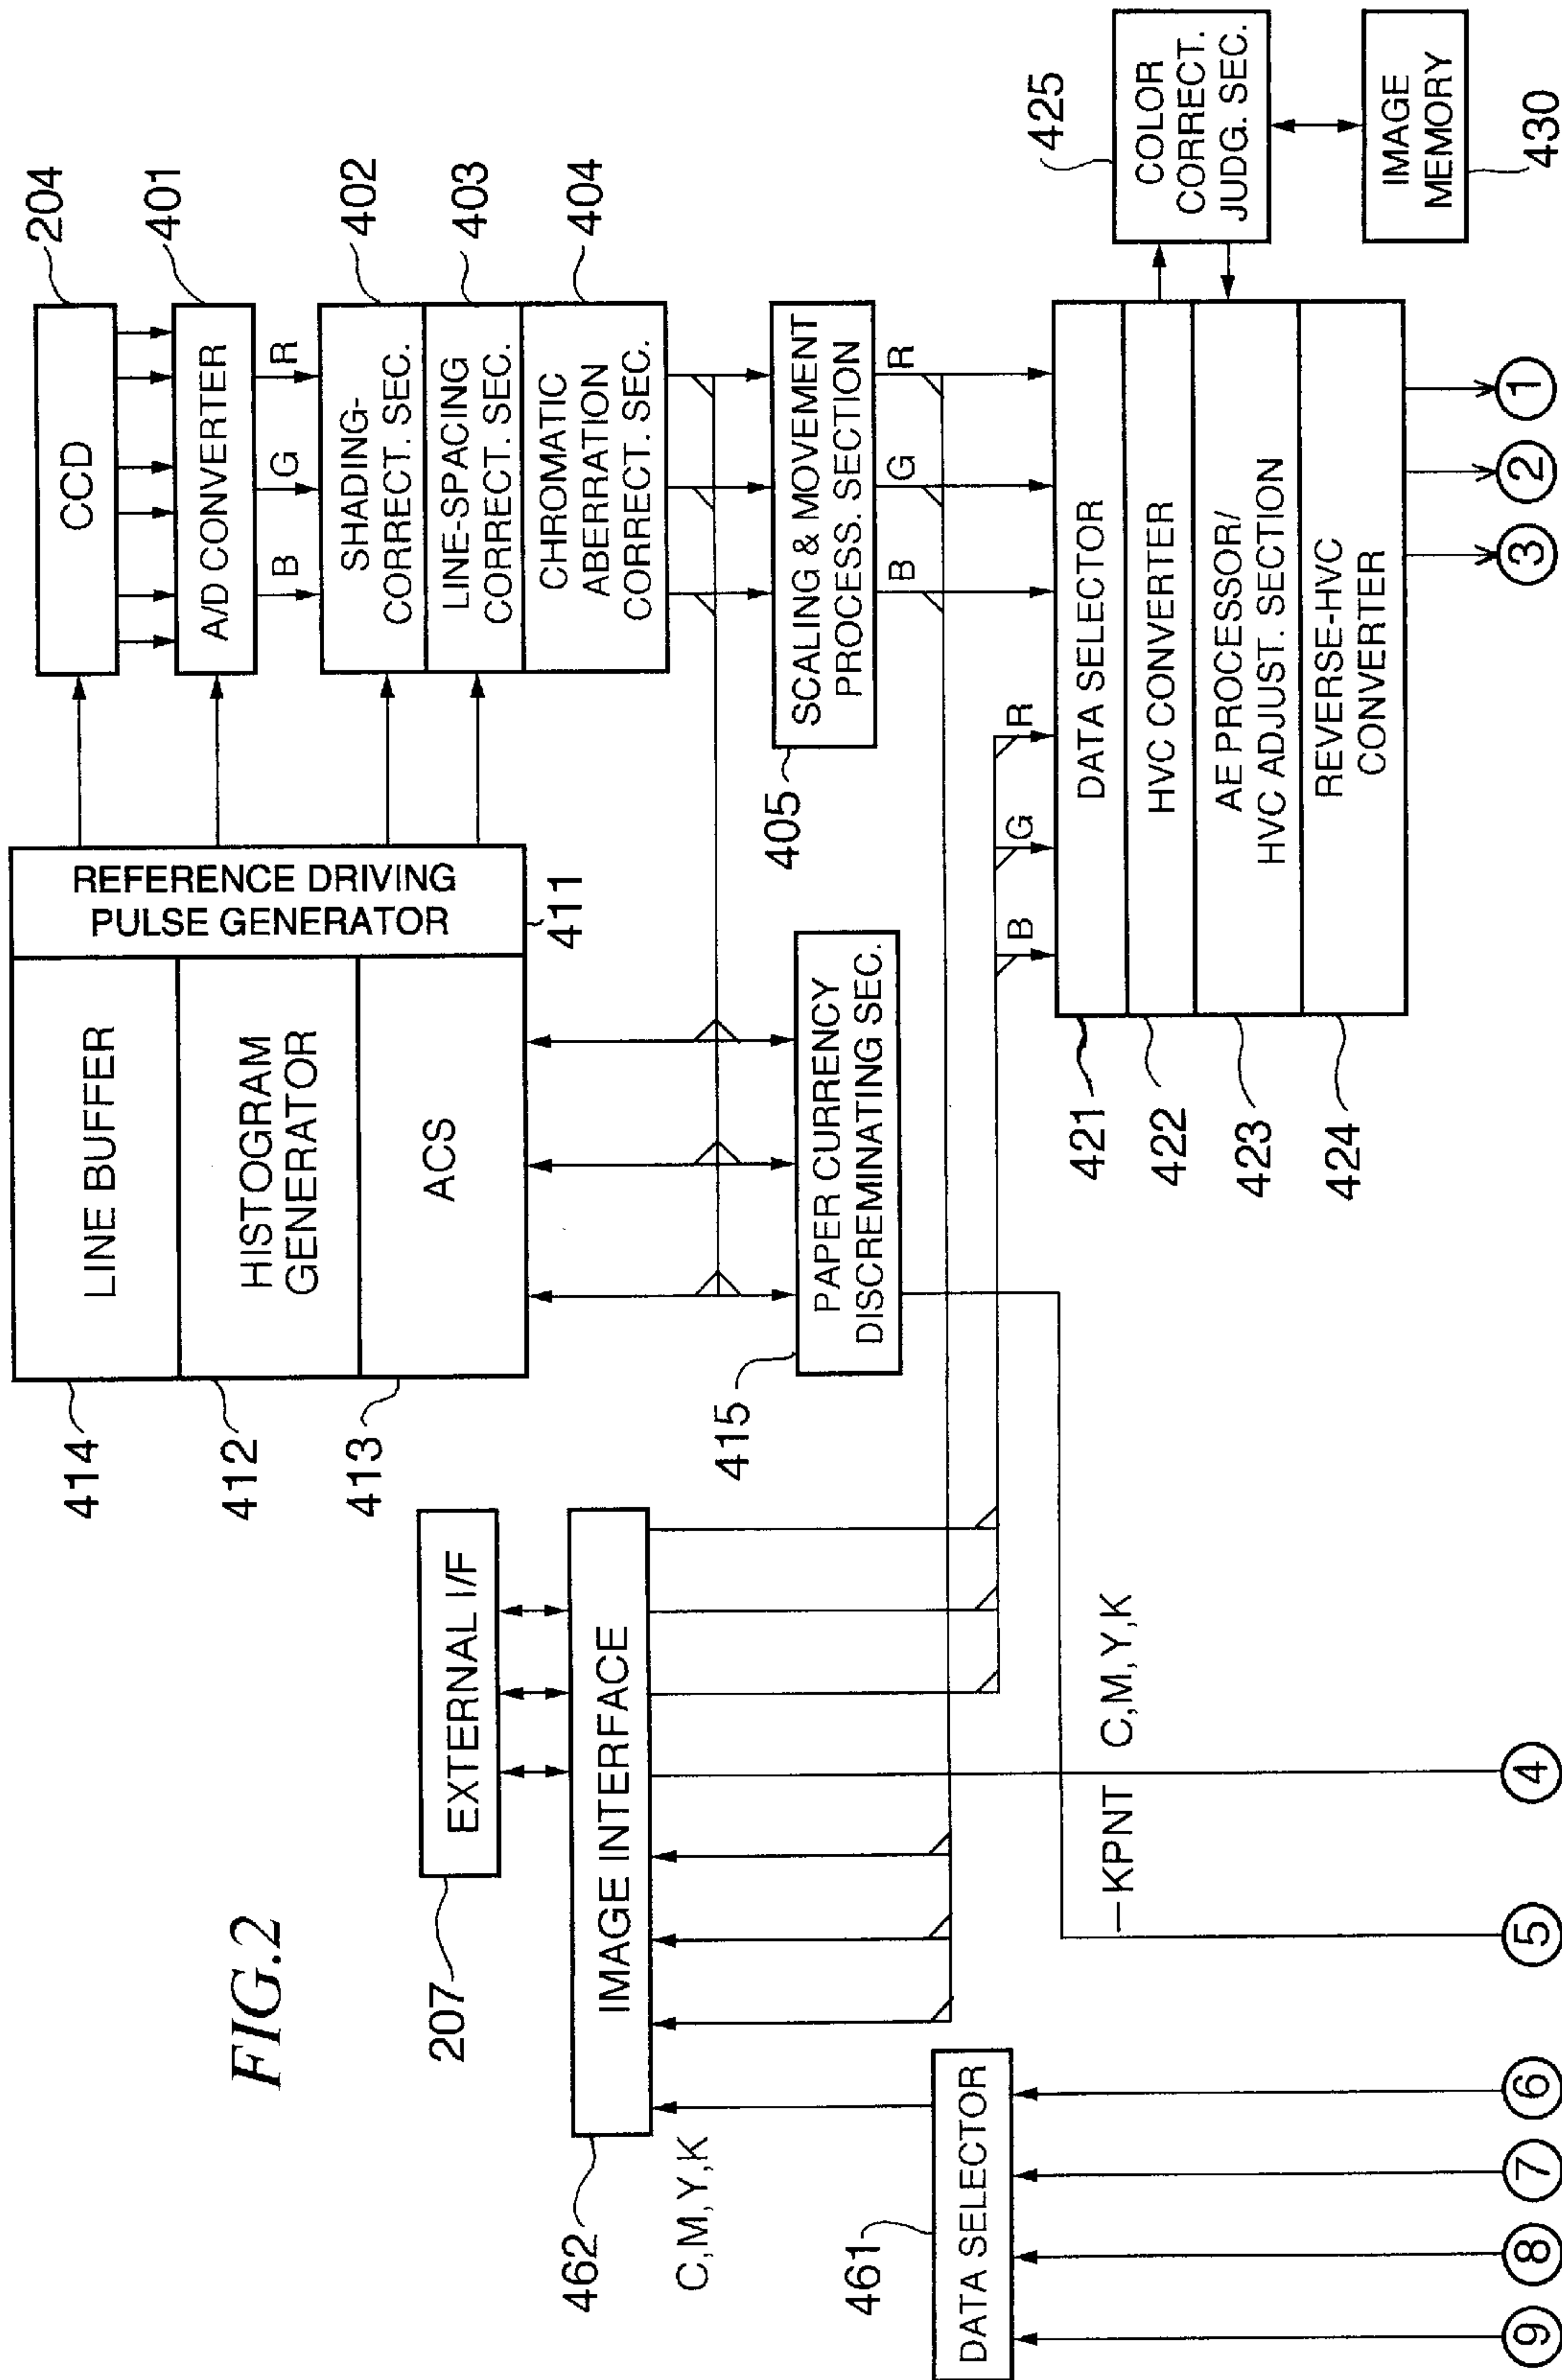 FIG.2
CCD
204
A/D CONVERTER
401
B
G
R
SHADING-
CORRECT. SEC.
402
LINE-SPACING
CORRECT. SEC.
403
CHROMATIC
ABERRATION
CORRECT. SEC.
404
REFERENCE DRIVING
PULSE GENERATOR
411
LINE BUFFER
414
HISTOGRAM
GENERATOR
412
ACS
413
EXTERNAL I/F
207
IMAGE INTERFACE
462
C,M,Y,K
PAPER CURRENCY
DISCREMINATING SEC.
415
SCALING & MOVEMENT
PROCESS. SECTION
405
B
G
R
B
G
R
DATA SELECTOR
421
HVC CONVERTER
422
AE PROCESSOR/
HVC ADJUST. SECTION
423
REVERSE-HVC
CONVERTER
424
COLOR
CORRECT.
JUDG. SEC.
425
IMAGE
MEMORY
430
DATA SELECTOR
461
—KPNT
C,M,Y,K
9
8
7
6
5
4
3
2
1